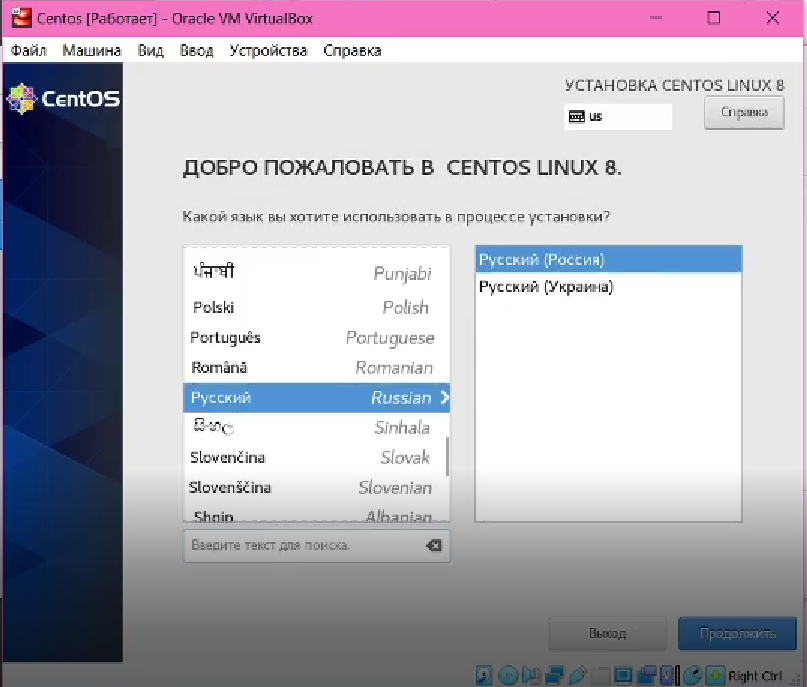 Centos [Работает] - Oracle VM VirtualBox
Файл Машина Вид Ввод Устройства Справка
CentOS
УСТАНОВКА CENTOS LINUX 8
us
Справка
ДОБРО ПОЖАЛОВАТЬ В CENTOS LINUX 8.
Какой язык вы хотите использовать в процессе установки?
ਪੰਜਾਬੀ Punjabi
Polski Polish
Português Portuguese
Română Romanian
Русский Russian
සිංහල Sinhala
Slovenčina Slovak
Slovenščina Slovenian
Shqip Albanian
Русский (Россия)
Русский (Украина)
Введите текст для поиска.
Выход
Продолжить
Right Ctrl